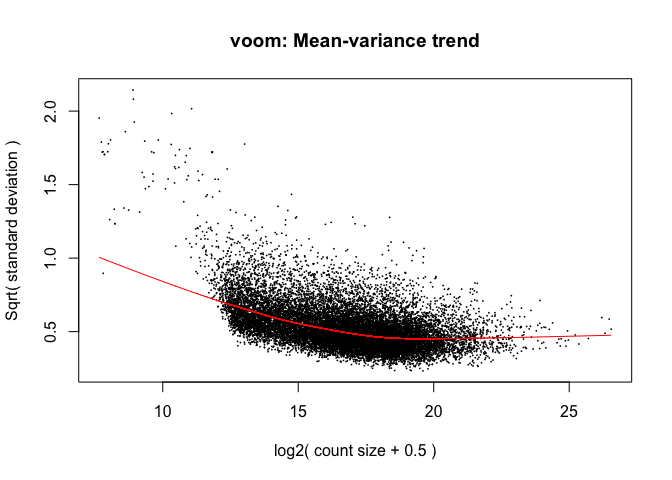 voom: Mean-variance trend
Sqrt( standard deviation )
2.0
1.5
1.0
0.5
10 15 20 25
log2( count size + 0.5 )